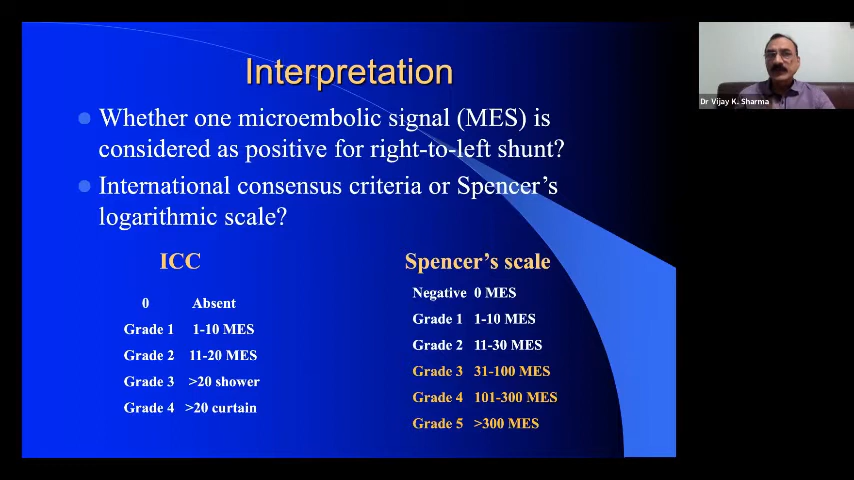 Interpretation
Whether one microembolic signal (MES) is
considered as positive for right-to-left shunt?
International consensus criteria or Spencer's
logarithmic scale?
ICC
0 Absent
Grade 1 1-10 MES
Grade 2 11-20 MES
Grade 3 >20 shower
Grade 4 >20 curtain
Spencer's scale
Negative 0 MES
Grade 1 1-10 MES
Grade 2 11-30 MES
Grade 3 31-100 MES
Grade 4 101-300 MES
Grade 5 >300 MES
Dr Vijay K. Sharma